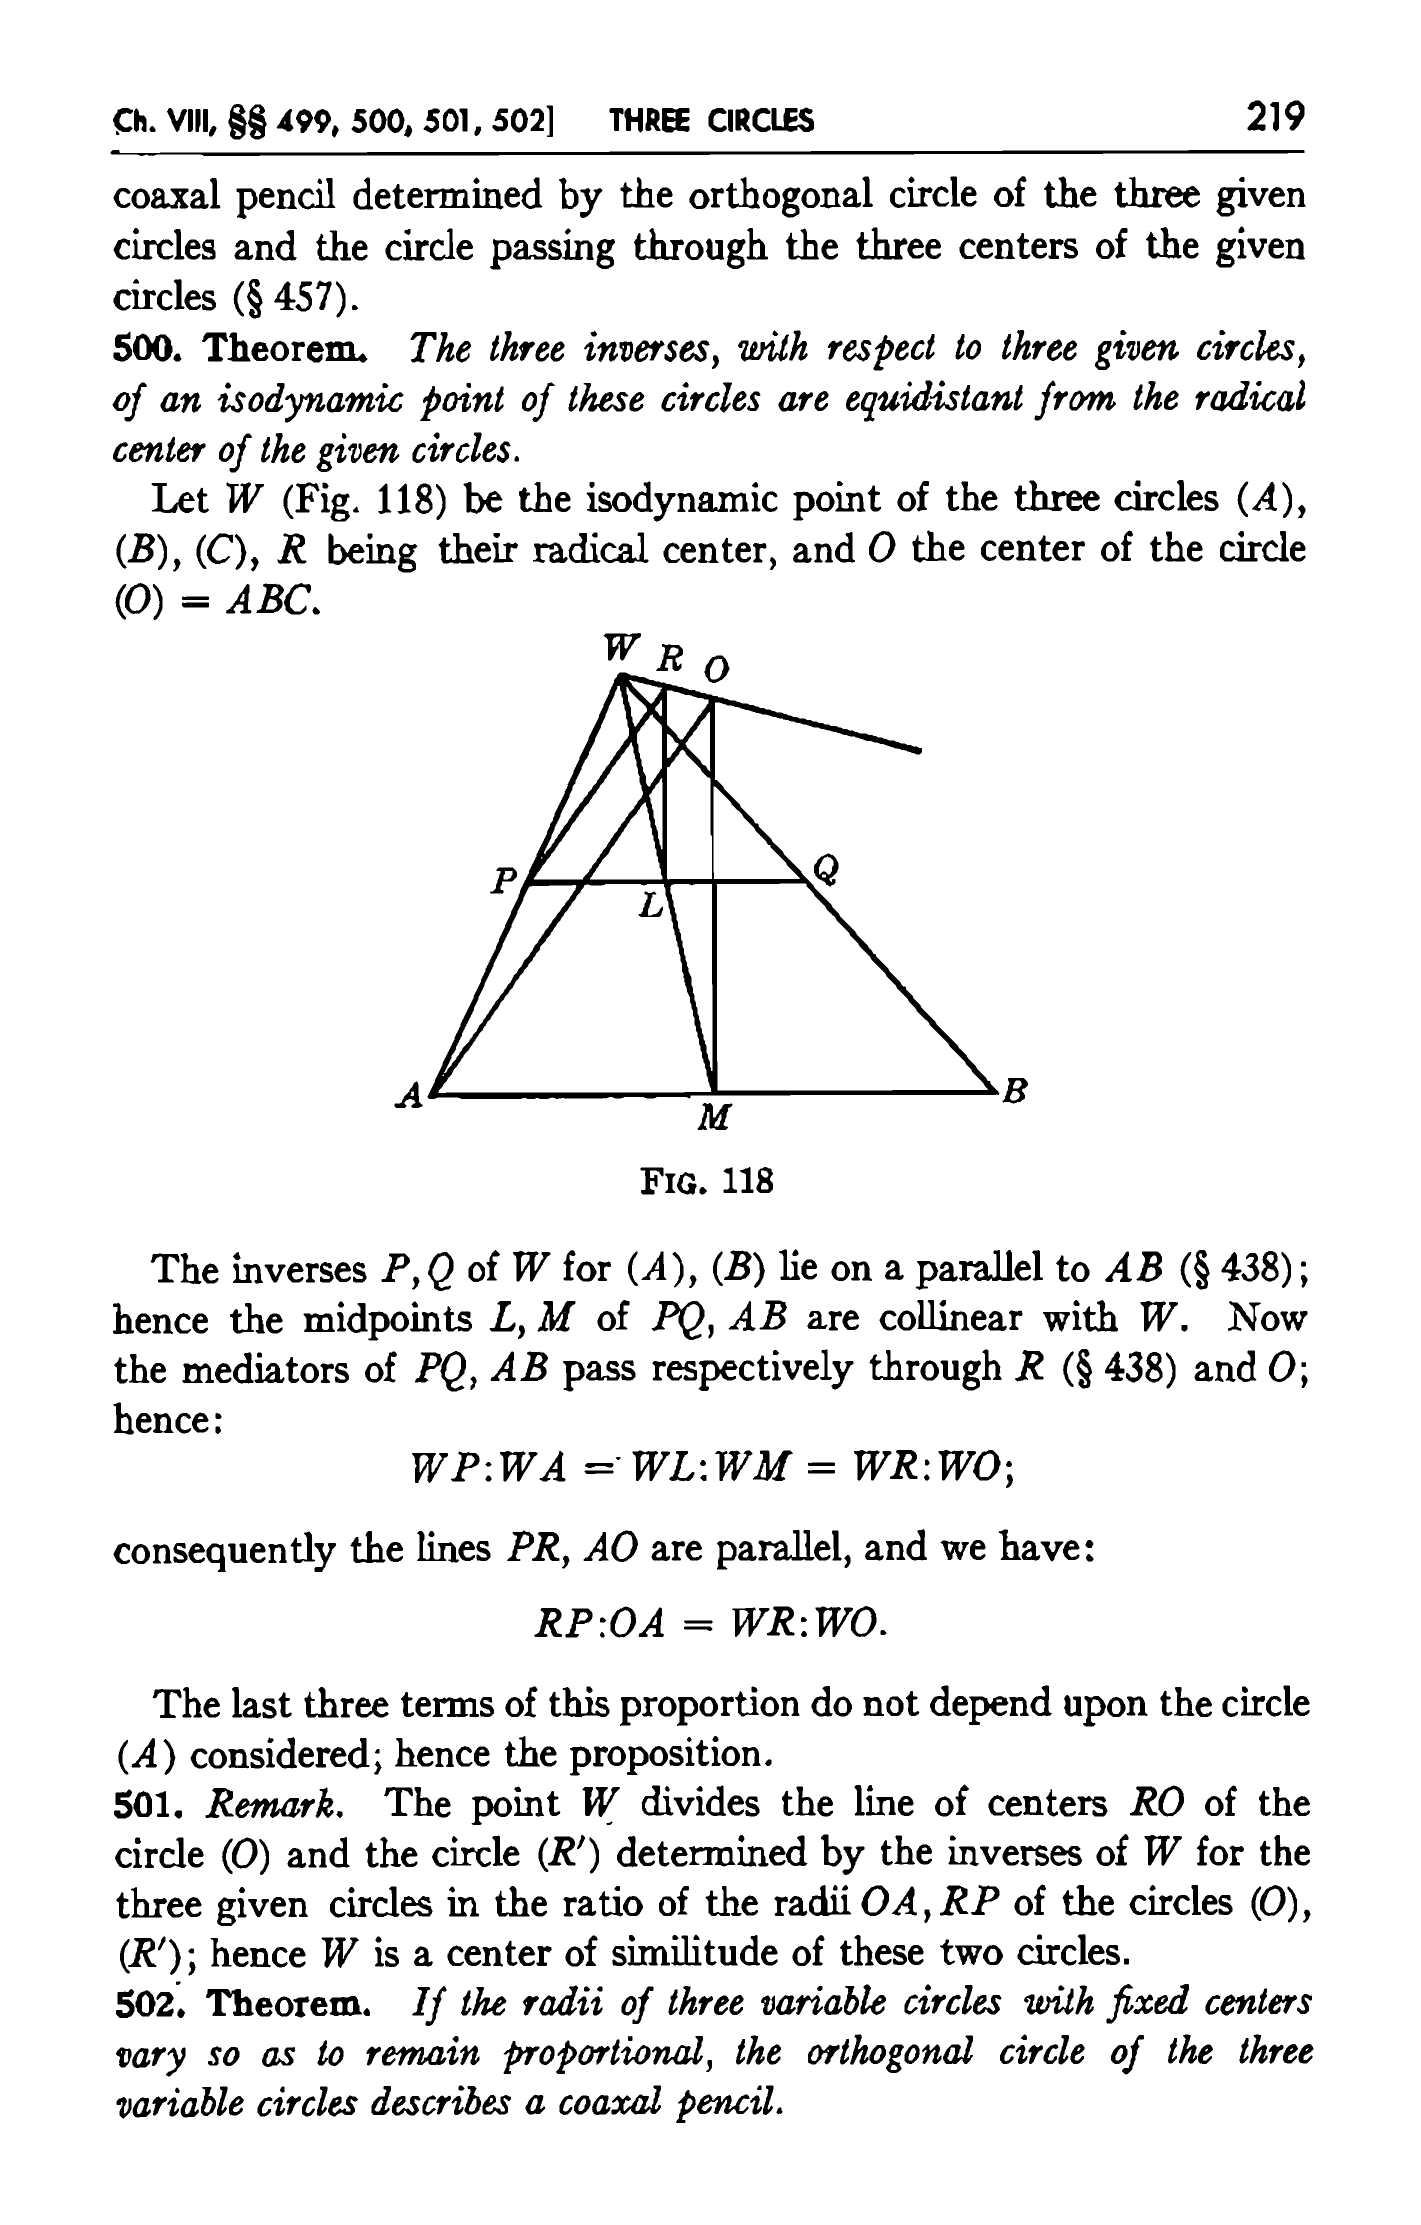 Ch. VIII, §§ 499, 500, 501, 502] THREE CIRCLES 219
coaxal pencil determined by the orthogonal circle of the three given
circles and the circle passing through the three centers of the given
circles (§ 457).
500. Theorem. The three inverses, with respect to three given circles,
of an isodynamic point of these circles are equidistant from the radical
center of the given circles.
Let W (Fig. 118) be the isodynamic point of the three circles (A),
(B), (C), R being their radical center, and O the center of the circle
(O) = ABC.
W R O
P Q
L
A B
M
FIG. 118
The inverses P, Q of W for (A), (B) lie on a parallel to AB (§ 438);
hence the midpoints L, M of PQ, AB are collinear with W. Now
the mediators of PQ, AB pass respectively through R (§ 438) and O;
hence:
WP:WA = WL:WM = WR:WO;
consequently the lines PR, AO are parallel, and we have:
RP:OA = WR:WO.
The last three terms of this proportion do not depend upon the circle
(A) considered; hence the proposition.
501. Remark. The point W divides the line of centers RO of the
circle (O) and the circle (R') determined by the inverses of W for the
three given circles in the ratio of the radii OA, RP of the circles (O),
(R'); hence W is a center of similitude of these two circles.
502. Theorem. If the radii of three variable circles with fixed centers
vary so as to remain proportional, the orthogonal circle of the three
variable circles describes a coaxal pencil.